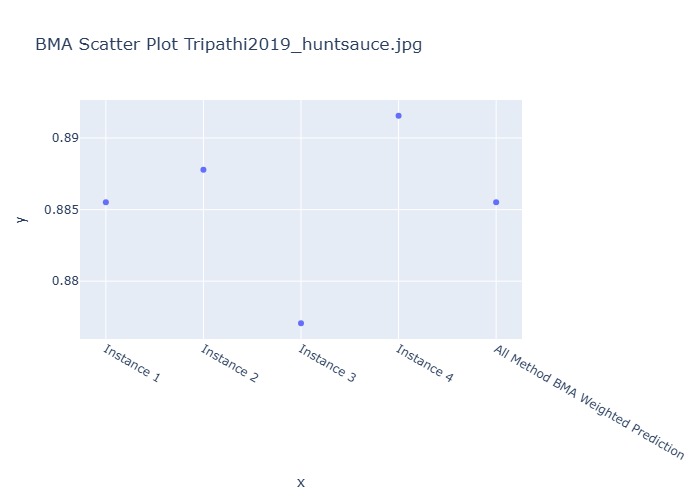 BMA Scatter Plot Tripathi2019_huntsauce.jpg
0.89
0.885
0.88
y
Instance 1
Instance 2
Instance 3
Instance 4
All Method BMA Weighted Prediction
x